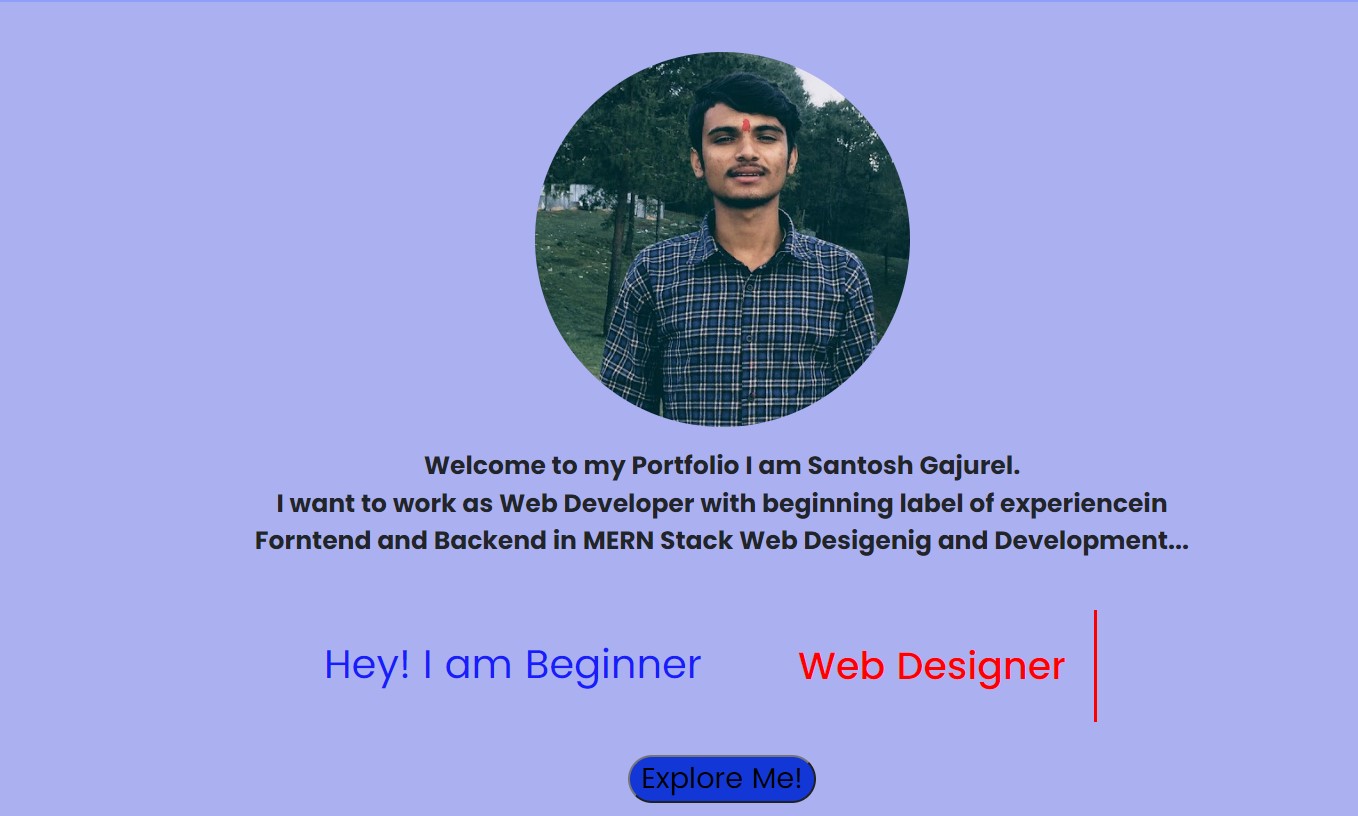 Welcome to my Portfolio I am Santosh Gajurel.
I want to work as Web Developer with beginning label of experiencein
Forntend and Backend in MERN Stack Web Desigenig and Development...
Hey! I am Beginner Web Designer
Explore Me!